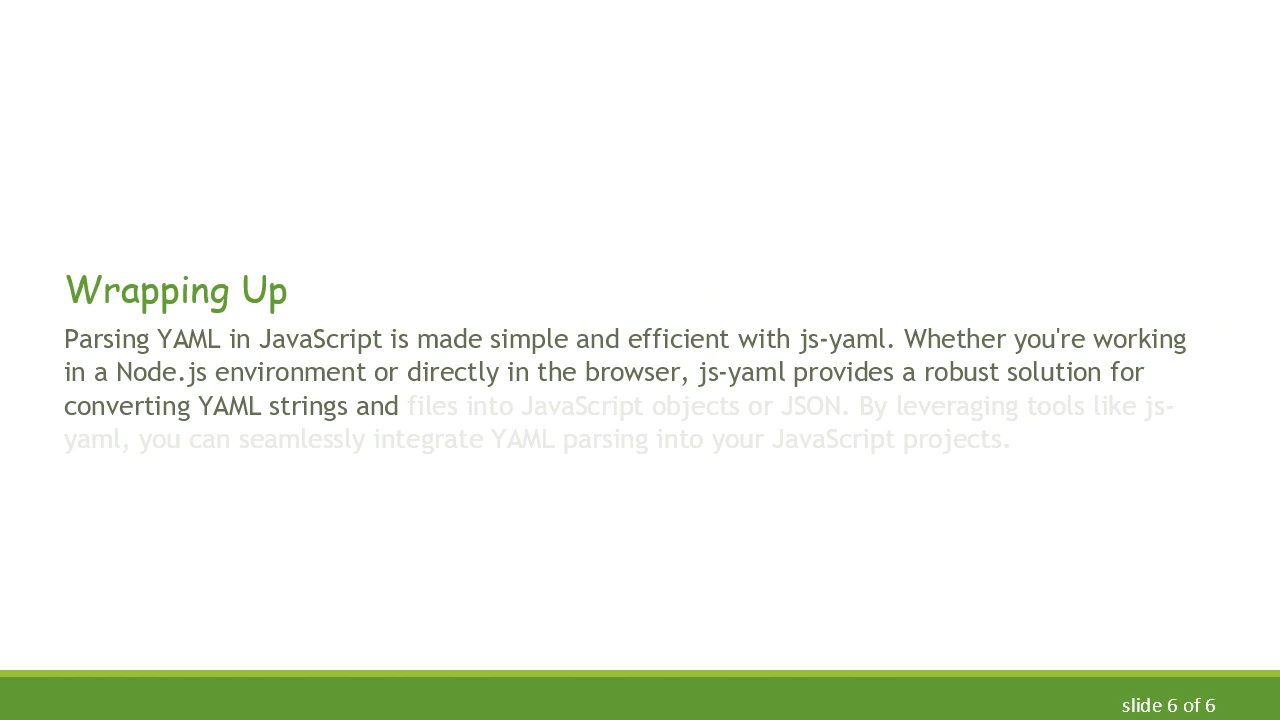 Wrapping Up
Parsing YAML in JavaScript is made simple and efficient with js-yaml. Whether you're working
in a Node.js environment or directly in the browser, js-yaml provides a robust solution for
converting YAML strings and files into JavaScript objects or JSON. By leveraging tools like js-
yaml, you can seamlessly integrate YAML parsing into your JavaScript projects.
slide 6 of 6